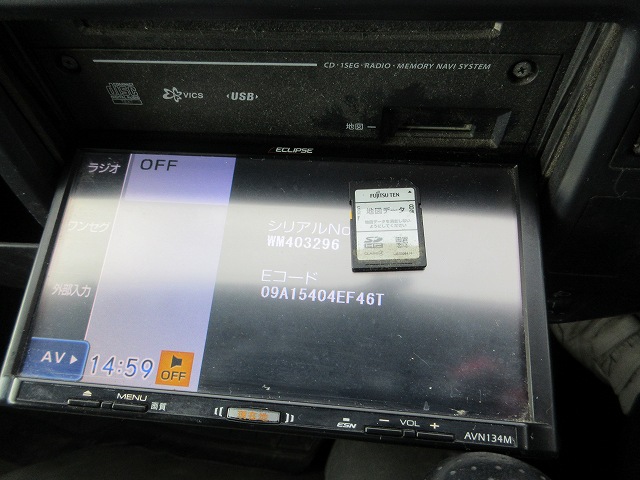 CD・1SEG・RADIO・MEMORY NAVI SYSTEM
VICS
USB
地図
ECLIPSE
ラジオ
OFF
FUJITSU TEN
地図データ
ワンセグ
シリアルNo
WM403296
Eコード
09A15404EF46T
外部入力
AV
14:59
OFF
MENU
画質
ESN
VOL
AVN134M